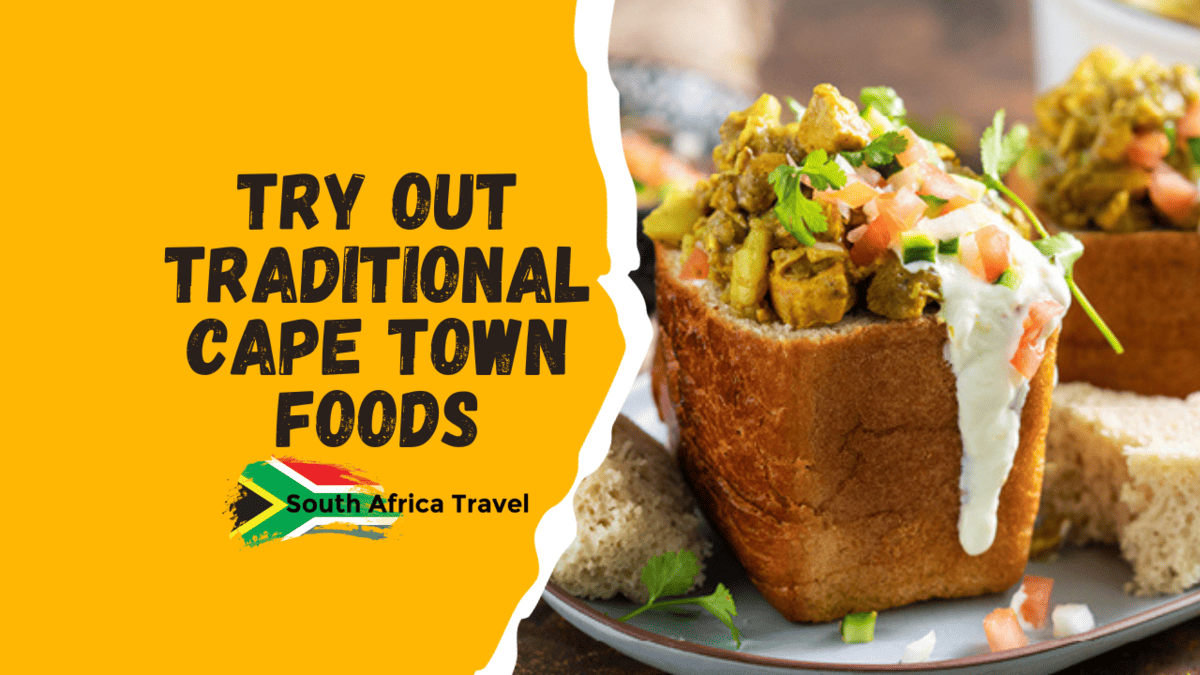 TRY OUT
TRADITIONAL
CAPE TOWN
FOODS
South Africa Travel